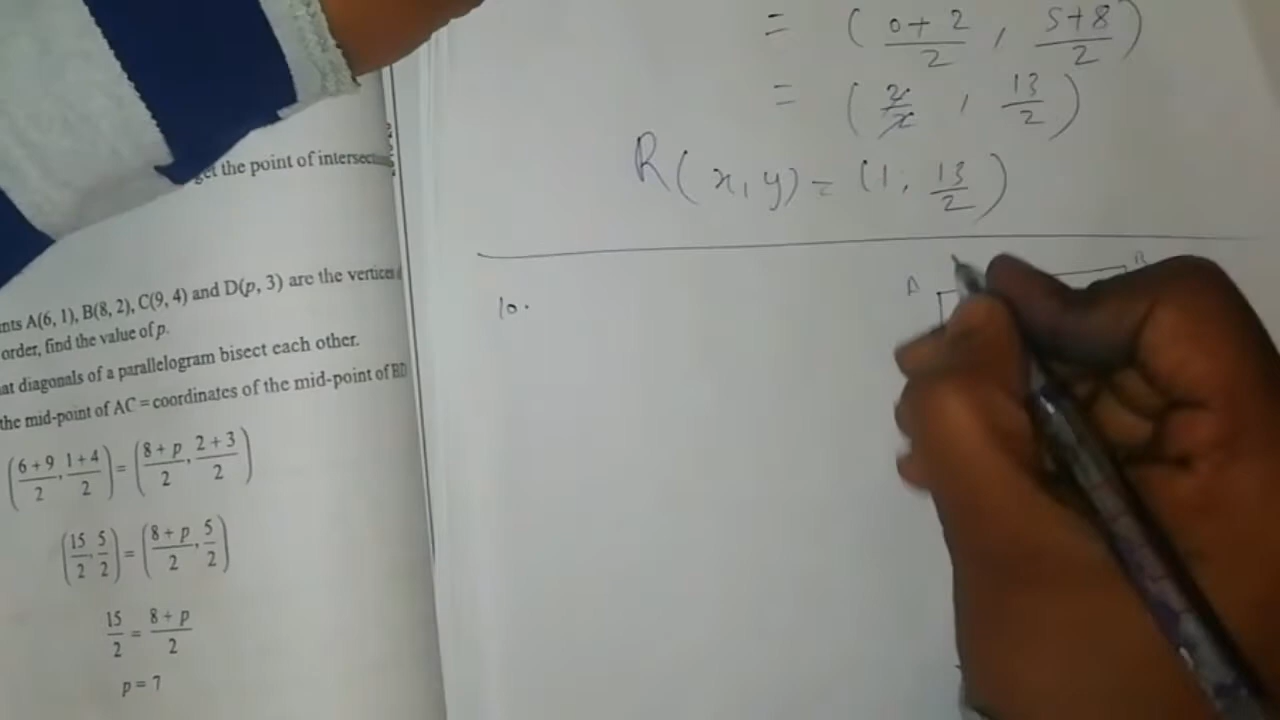 get the point of
nts A(6, 1), B(8, 2), C(9, 4) and D(p, 3) are the vertices
order, find the value of p.
at diagonals of a parallelogram bisect each other.
the mid-point of AC = coordinates of the mid-point of BD
(6 + 9/2, 1 + 4/2) = (8 + p/2, 2 + 3/2)
(15/2, 5/2) = (8 + p/2, 5/2)
15/2 = 8 + p/2
p = 7
= (0 + 2/2, 5 + 8/2)
= (2/2, 13/2)
R(x, y) = (1, 13/2)
10.
A B